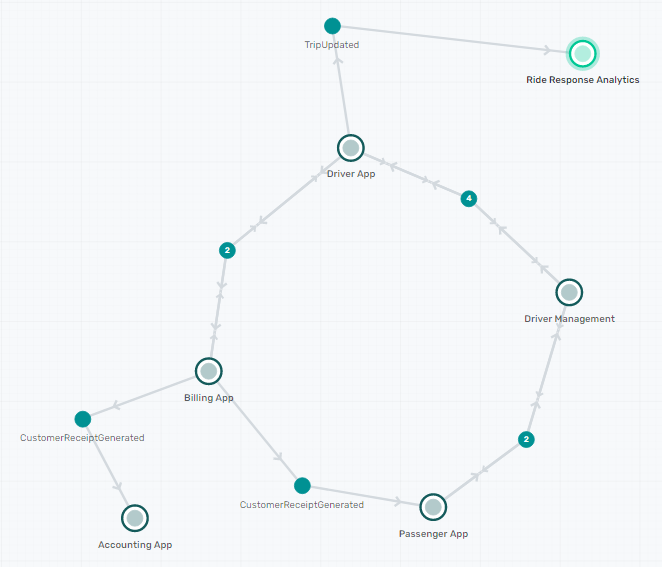 TripUpdated
Ride Response Analytics
Driver App
4
2
Driver Management
Billing App
CustomerReceiptGenerated
2
CustomerReceiptGenerated
Passenger App
Accounting App